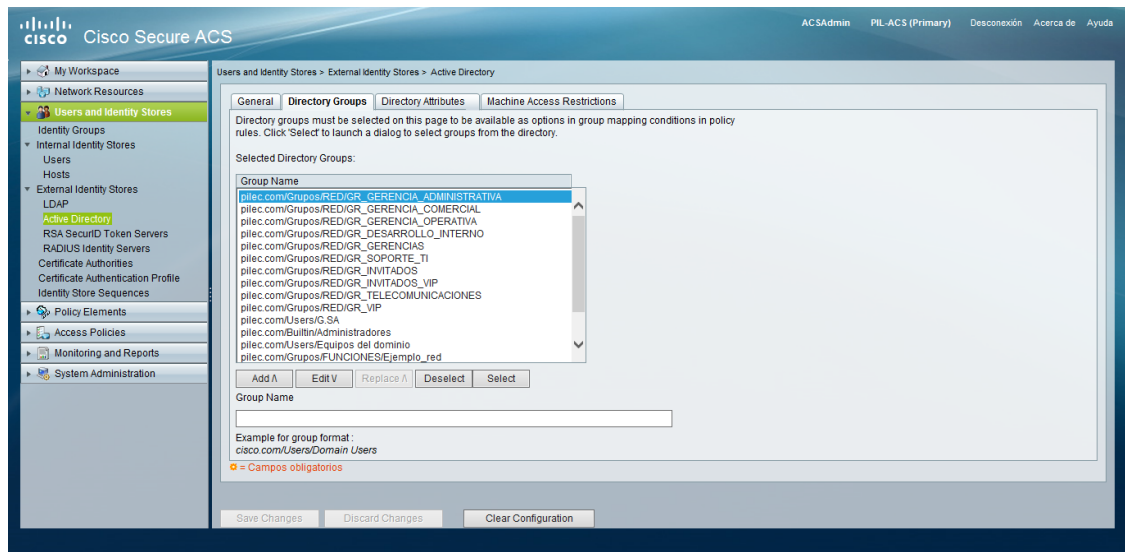 ACSAdmin PIL-ACS (Primary) Desconexión Acerca de Ayuda
CISCO Cisco Secure ACS
My Workspace
Network Resources
Users and Identity Stores
Identity Groups
Internal Identity Stores
Users
Hosts
External Identity Stores
LDAP
Active Directory
RSA SecurID Token Servers
RADIUS Identity Servers
Certificate Authorities
Certificate Authentication Profile
Identity Store Sequences
Policy Elements
Access Policies
Monitoring and Reports
System Administration
Users and Identity Stores > External Identity Stores > Active Directory
General Directory Groups Directory Attributes Machine Access Restrictions
Directory groups must be selected on this page to be available as options in group mapping conditions in policy
rules. Click 'Select' to launch a dialog to select groups from the directory.
Selected Directory Groups:
Group Name
pilec.com/Grupos/RED/GR_GERENCIA_ADMINISTRATIVA
pilec.com/Grupos/RED/GR_GERENCIA_COMERCIAL
pilec.com/Grupos/RED/GR_GERENCIA_OPERATIVA
pilec.com/Grupos/RED/GR_DESARROLLO_INTERNO
pilec.com/Grupos/RED/GR_GERENCIAS
pilec.com/Grupos/RED/GR_SOPORTE_TI
pilec.com/Grupos/RED/GR_INVITADOS
pilec.com/Grupos/RED/GR_INVITADOS_VIP
pilec.com/Grupos/RED/GR_TELECOMUNICACIONES
pilec.com/Grupos/RED/GR_VIP
pilec.com/Users/G.SA
pilec.com/Builtin/Administradores
pilec.com/Users/Equipos del dominio
pilec.com/Grupos/FUNCIONES/Ejemplo_red
Add /\ Edit \/ Replace /\ Deselect Select
Group Name
Example for group format :
cisco.com/Users/Domain Users
= Campos obligatorios
Save Changes Discard Changes Clear Configuration